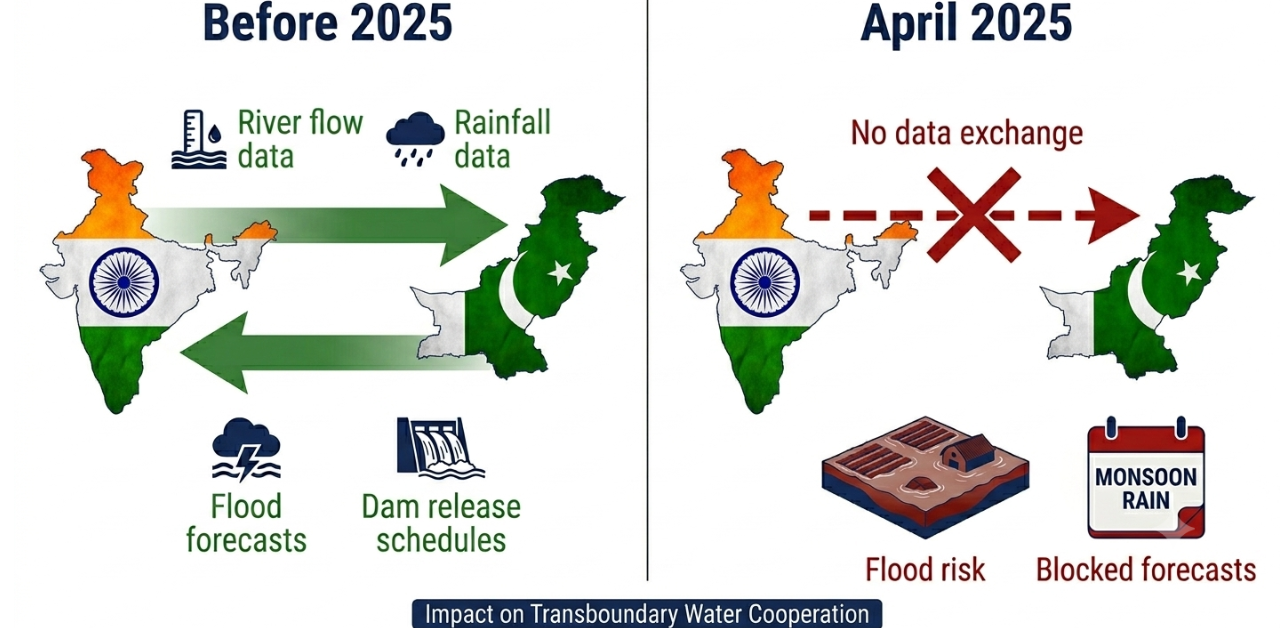 Before 2025
River flow
data
Rainfall
data
Flood
forecasts
Dam release
schedules
April 2025
No data exchange
MONSOON
RAIN
Flood risk
Blocked forecasts
Impact on Transboundary Water Cooperation